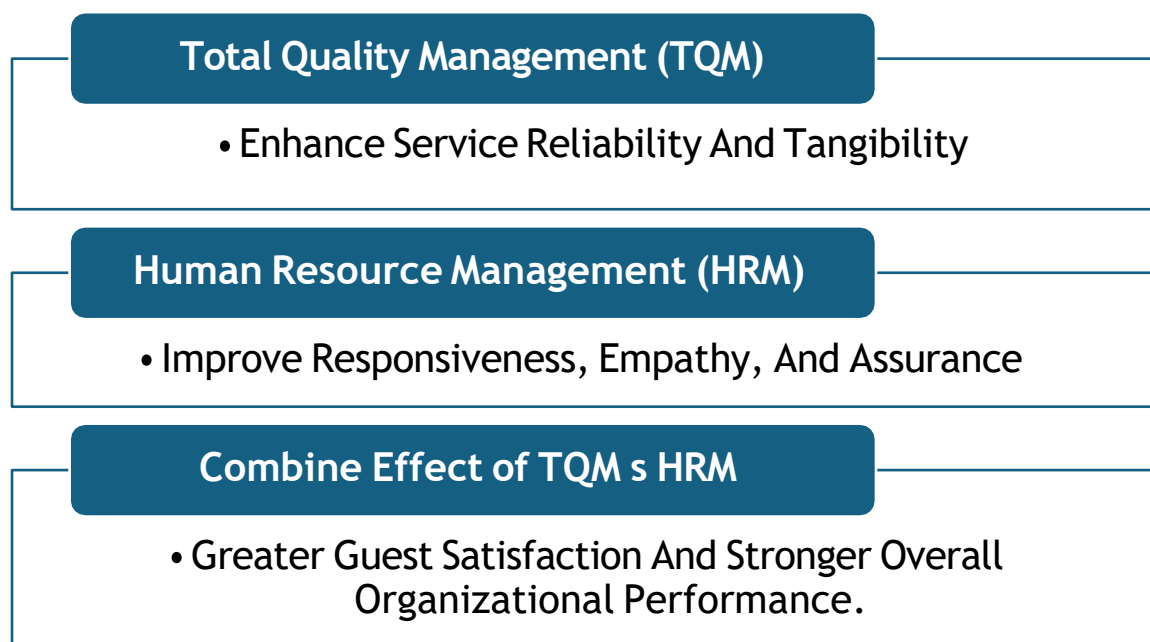 Total Quality Management (TQM)
• Enhance Service Reliability And Tangibility
Human Resource Management (HRM)
• Improve Responsiveness, Empathy, And Assurance
Combine Effect of TQM s HRM
• Greater Guest Satisfaction And Stronger Overall
Organizational Performance.